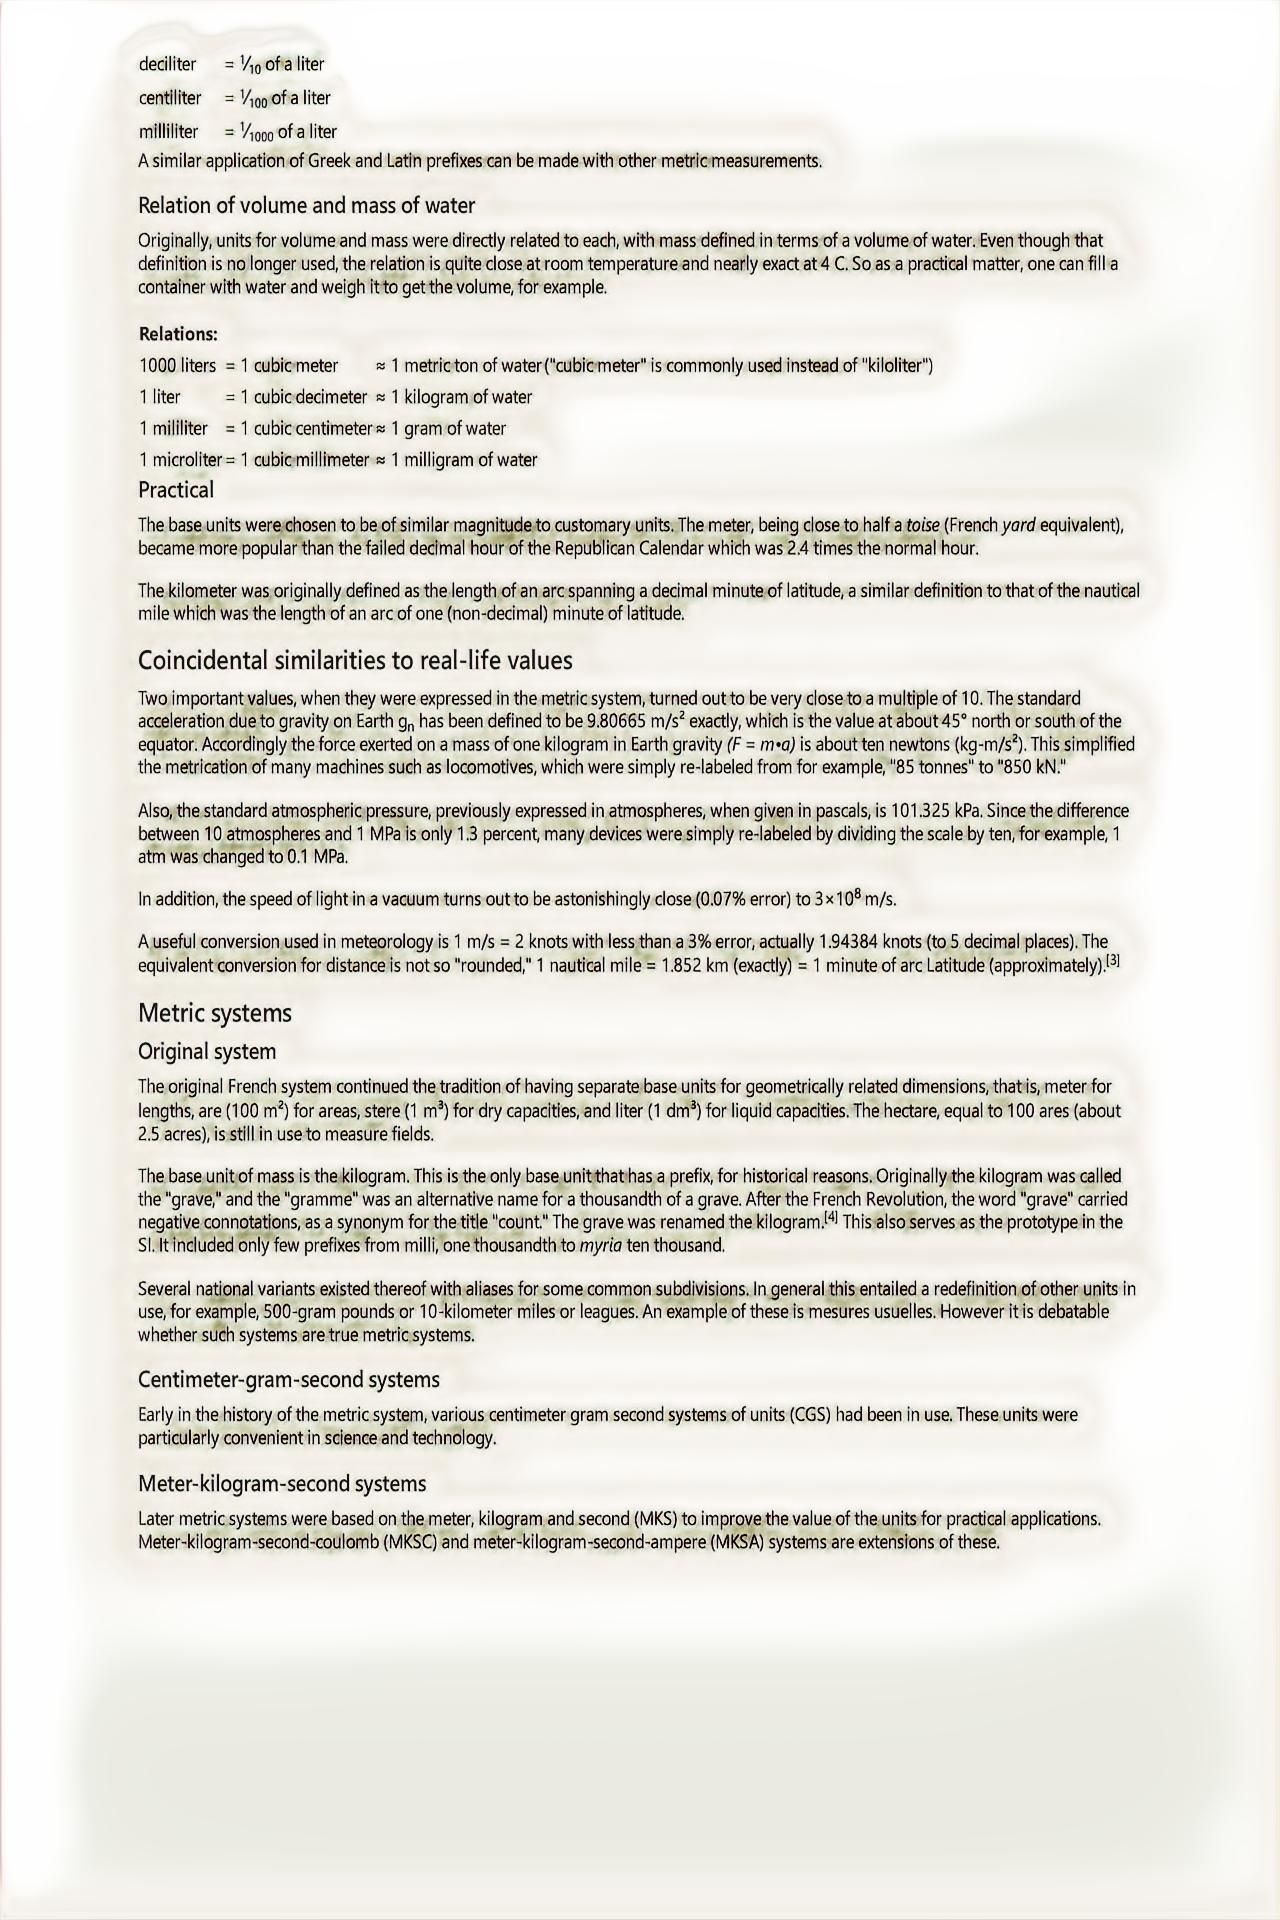 deciliter = 1/10 of a liter
centiliter = 1/100 of a liter
milliliter = 1/1000 of a liter
A similar application of Greek and Latin prefixes can be made with other metric measurements.
Relation of volume and mass of water
Originally, units for volume and mass were directly related to each, with mass defined in terms of a volume of water. Even though that
definition is no longer used, the relation is quite close at room temperature and nearly exact at 4 C. So as a practical matter, one can fill a
container with water and weigh it to get the volume, for example.
Relations:
1000 liters = 1 cubic meter ≈ 1 metric ton of water ("cubic meter" is commonly used instead of "kiloliter")
1 liter = 1 cubic decimeter ≈ 1 kilogram of water
1 mililiter = 1 cubic centimeter ≈ 1 gram of water
1 microliter = 1 cubic millimeter ≈ 1 milligram of water
Practical
The base units were chosen to be of similar magnitude to customary units. The meter, being close to half a toise (French yard equivalent),
became more popular than the failed decimal hour of the Republican Calendar which was 2.4 times the normal hour.
The kilometer was originally defined as the length of an arc spanning a decimal minute of latitude, a similar definition to that of the nautical
mile which was the length of an arc of one (non-decimal) minute of latitude.
Coincidental similarities to real-life values
Two important values, when they were expressed in the metric system, turned out to be very close to a multiple of 10. The standard
acceleration due to gravity on Earth gn has been defined to be 9.80665 m/s² exactly, which is the value at about 45° north or south of the
equator. Accordingly the force exerted on a mass of one kilogram in Earth gravity (F = m•a) is about ten newtons (kg-m/s²). This simplified
the metrication of many machines such as locomotives, which were simply re-labeled from for example, "85 tonnes" to "850 kN."
Also, the standard atmospheric pressure, previously expressed in atmospheres, when given in pascals, is 101.325 kPa. Since the difference
between 10 atmospheres and 1 MPa is only 1.3 percent, many devices were simply re-labeled by dividing the scale by ten, for example, 1
atm was changed to 0.1 MPa.
In addition, the speed of light in a vacuum turns out to be astonishingly close (0.07% error) to 3×10⁸ m/s.
A useful conversion used in meteorology is 1 m/s = 2 knots with less than a 3% error, actually 1.94384 knots (to 5 decimal places). The
equivalent conversion for distance is not so "rounded," 1 nautical mile = 1.852 km (exactly) = 1 minute of arc Latitude (approximately).[3]
Metric systems
Original system
The original French system continued the tradition of having separate base units for geometrically related dimensions, that is, meter for
lengths, are (100 m²) for areas, stere (1 m³) for dry capacities, and liter (1 dm³) for liquid capacities. The hectare, equal to 100 ares (about
2.5 acres), is still in use to measure fields.
The base unit of mass is the kilogram. This is the only base unit that has a prefix, for historical reasons. Originally the kilogram was called
the "grave," and the "gramme" was an alternative name for a thousandth of a grave. After the French Revolution, the word "grave" carried
negative connotations, as a synonym for the title "count." The grave was renamed the kilogram.[4] This also serves as the prototype in the
SI. It included only few prefixes from milli, one thousandth to myria ten thousand.
Several national variants existed thereof with aliases for some common subdivisions. In general this entailed a redefinition of other units in
use, for example, 500-gram pounds or 10-kilometer miles or leagues. An example of these is mesures usuelles. However it is debatable
whether such systems are true metric systems.
Centimeter-gram-second systems
Early in the history of the metric system, various centimeter gram second systems of units (CGS) had been in use. These units were
particularly convenient in science and technology.
Meter-kilogram-second systems
Later metric systems were based on the meter, kilogram and second (MKS) to improve the value of the units for practical applications.
Meter-kilogram-second-coulomb (MKSC) and meter-kilogram-second-ampere (MKSA) systems are extensions of these.